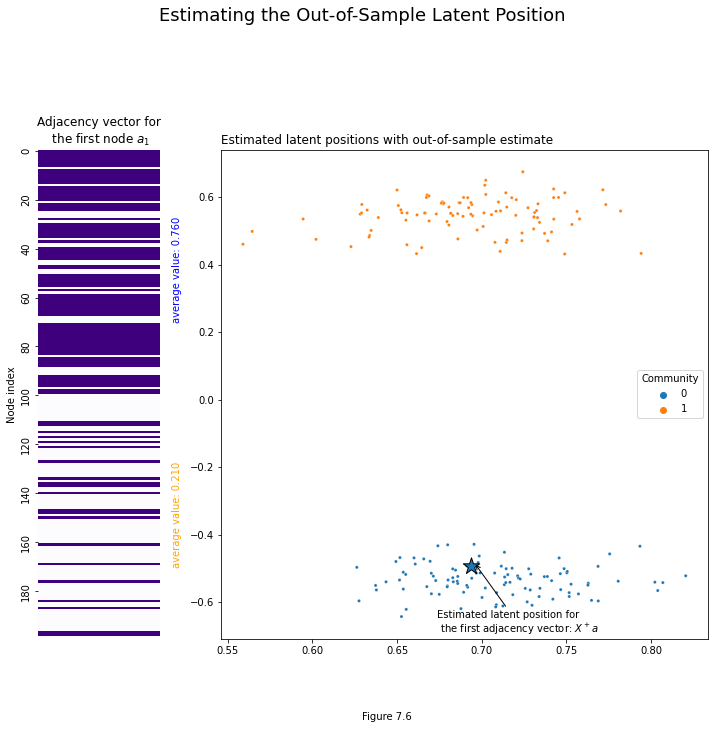 Estimating the Out-of-Sample Latent Position
Adjacency vector for
the first node a₁
Node index
0
20
40
60
80
100
120
140
160
180
average value: 0.760
average value: 0.210
Estimated latent positions with out-of-sample estimate
0.6
0.4
0.2
0.0
−0.2
−0.4
−0.6
0.55
0.60
0.65
0.70
0.75
0.80
Community
0
1
Estimated latent position for
the first adjacency vector: X⁺a
Figure 7.6